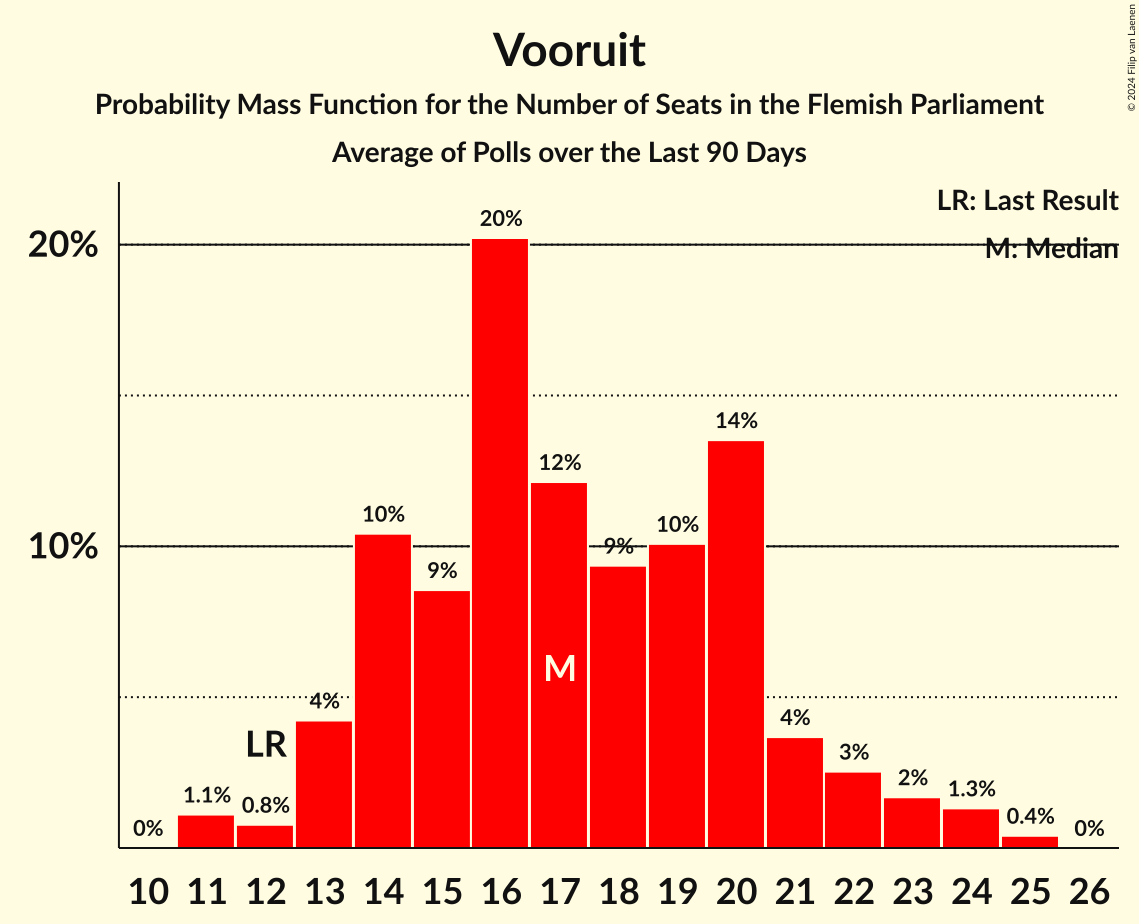 Vooruit
Probability Mass Function for the Number of Seats in the Flemish Parliament
Average of Polls over the Last 90 Days
© 2024 Filip van Laenen
LR: Last Result
M: Median
20%
10%
0%
1.1%
0.8%
LR
4%
10%
9%
20%
12%
M
9%
10%
14%
4%
3%
2%
1.3%
0.4%
0%
10 11 12 13 14 15 16 17 18 19 20 21 22 23 24 25 26